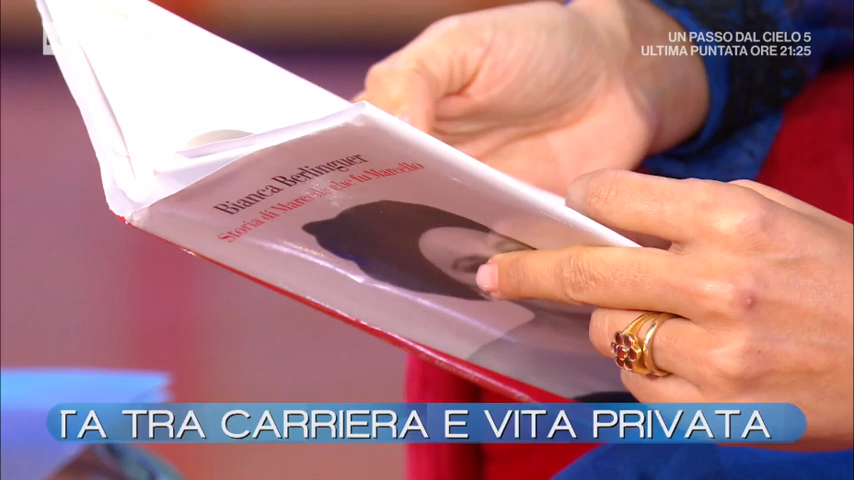 UN PASSO DAL CIELO 5
ULTIMA PUNTATA ORE 21:25
Bianca Berlinguer
Storia di Marcella che fu Marcello
TA TRA CARRIERA E VITA PRIVATA